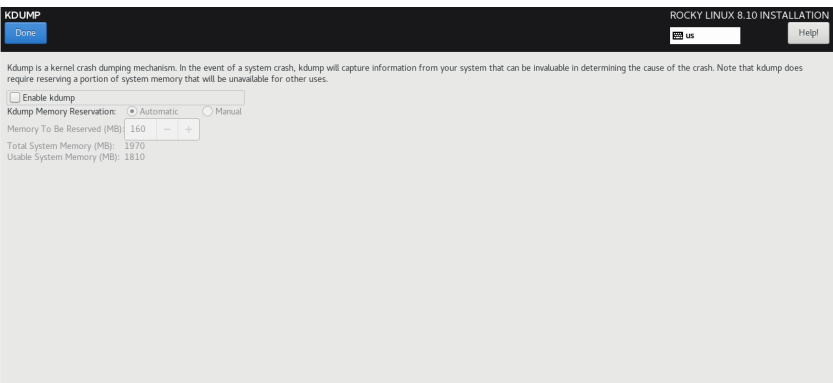 KDUMP
ROCKY LINUX 8.10 INSTALLATION
Done
us
Help!
Kdump is a kernel crash dumping mechanism. In the event of a system crash, kdump will capture information from your system that can be invaluable in determining the cause of the crash. Note that kdump does
require reserving a portion of system memory that will be unavailable for other uses.
Enable kdump
Kdump Memory Reservation: Automatic Manual
Memory To Be Reserved (MB): 160 − +
Total System Memory (MB): 1970
Usable System Memory (MB): 1810